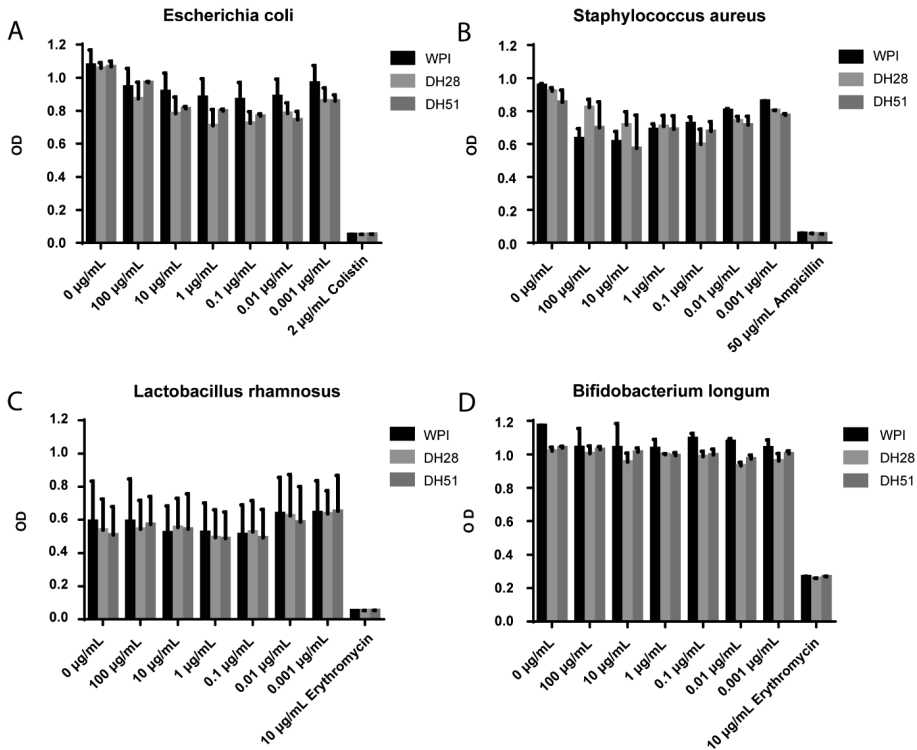 A
Escherichia coli
1.2
1.0
0.8
0.6
0.4
0.2
0.0
OD
WPI
DH28
DH51
0 µg/mL
100 µg/mL
10 µg/mL
1 µg/mL
0.1 µg/mL
0.01 µg/mL
0.001 µg/mL
2 µg/mL Colistin
B
Staphylococcus aureus
1.2
1.0
0.8
0.6
0.4
0.2
0.0
OD
WPI
DH28
DH51
0 µg/mL
100 µg/mL
10 µg/mL
1 µg/mL
0.1 µg/mL
0.01 µg/mL
0.001 µg/mL
50 µg/mL Ampicillin
C
Lactobacillus rhamnosus
1.2
1.0
0.8
0.6
0.4
0.2
0.0
OD
WPI
DH28
DH51
0 µg/mL
100 µg/mL
10 µg/mL
1 µg/mL
0.1 µg/mL
0.01 µg/mL
0.001 µg/mL
10 µg/mL Erythromycin
D
Bifidobacterium longum
1.2
1.0
0.8
0.6
0.4
0.2
0.0
O D
WPI
DH28
DH51
0 µg/mL
100 µg/mL
10 µg/mL
1 µg/mL
0.1 µg/mL
0.01 µg/mL
0.001 µg/mL
10 µg/mL Erythromycin